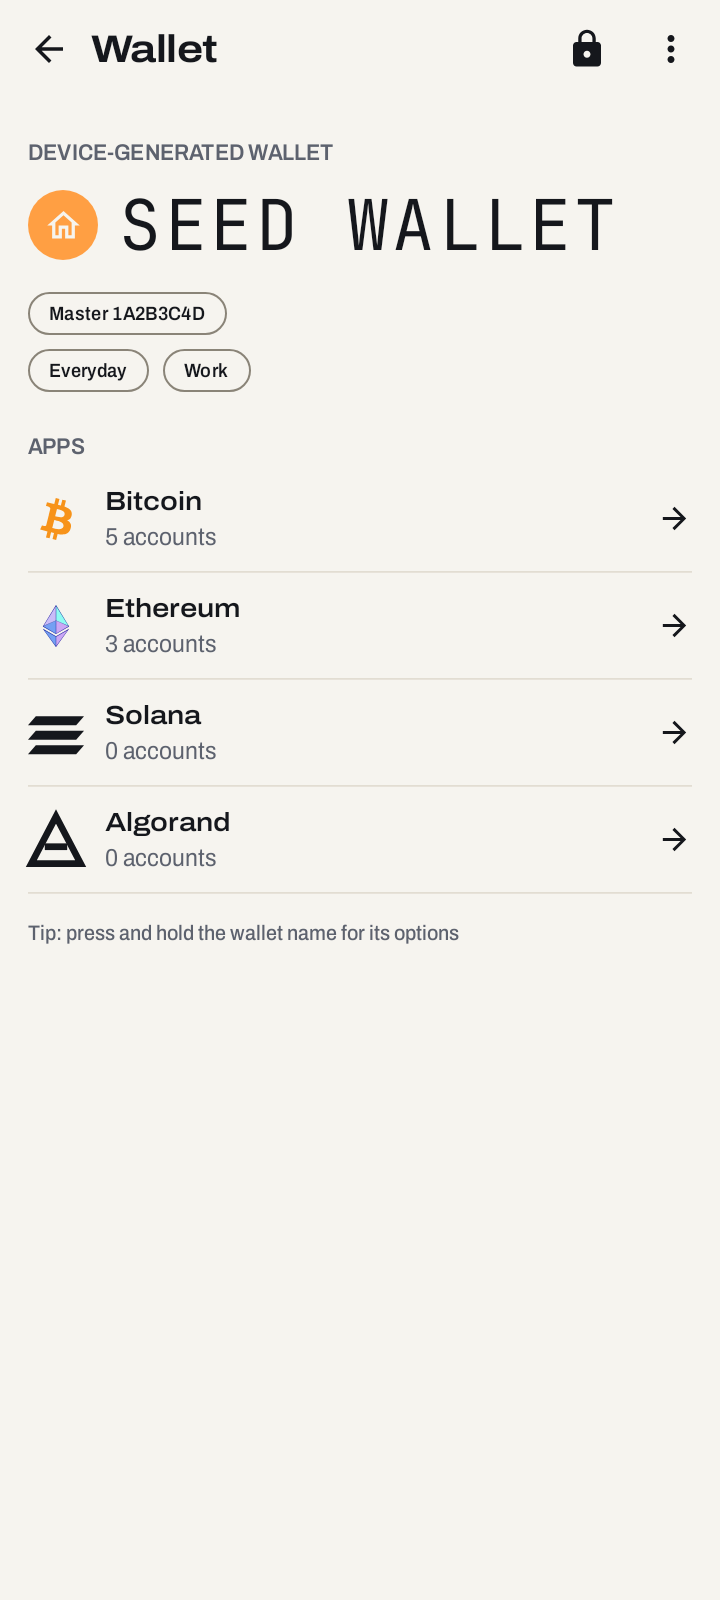 Wallet
DEVICE-GENERATED WALLET
SEED WALLET
Master 1A2B3C4D
Everyday
Work
APPS
Bitcoin
5 accounts
Ethereum
3 accounts
Solana
0 accounts
Algorand
0 accounts
Tip: press and hold the wallet name for its options